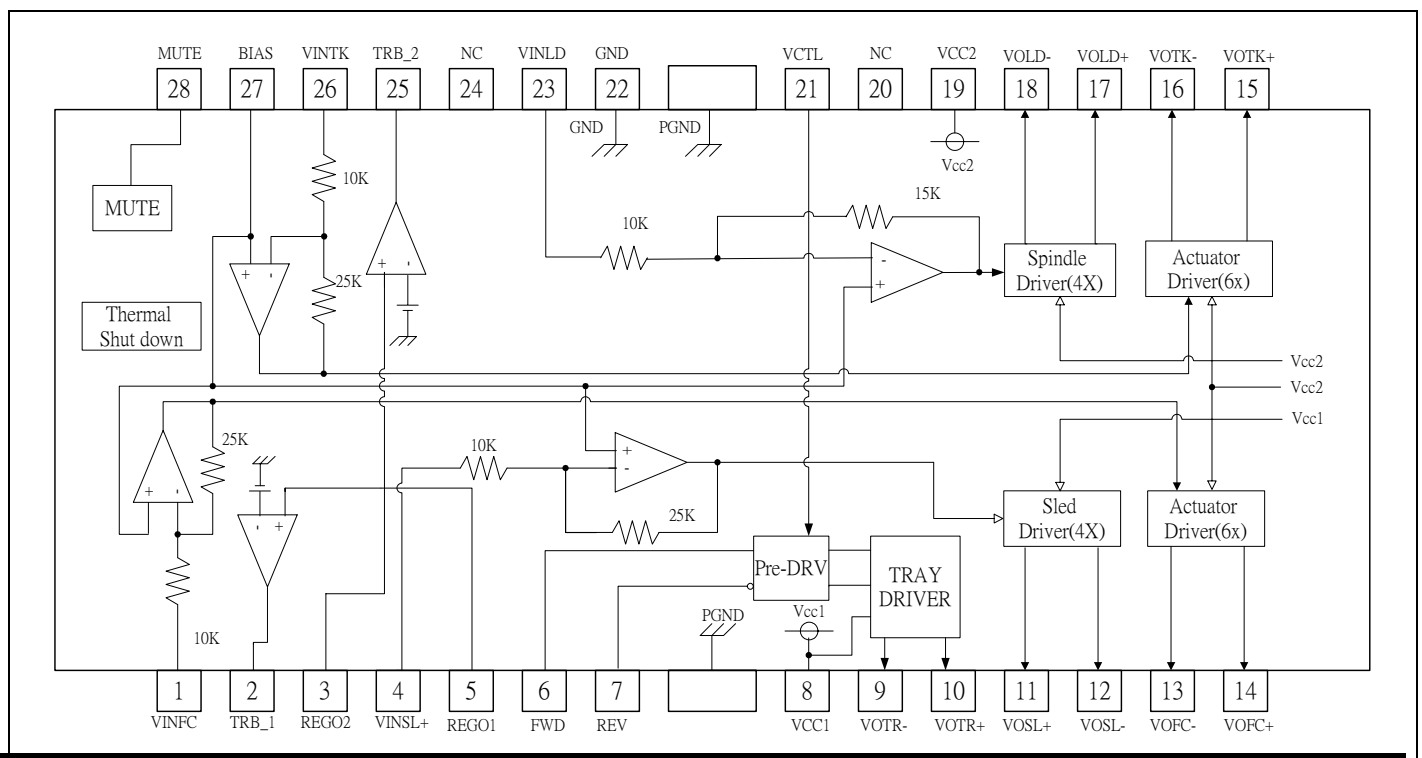 MUTE BIAS VINTK TRB_2 NC VINLD GND VCTL NC VCC2 VOLD- VOLD+ VOTK- VOTK+
28 27 26 25 24 23 22 21 20 19 18 17 16 15
GND PGND
Vcc2
10K
MUTE
15K
10K
+ - + - - +
Spindle
Driver(4X)
Actuator
Driver(6x)
25K
Thermal
Shut down
Vcc2
Vcc2
Vcc1
25K
10K
+ -
+ - - +
25K
Sled
Driver(4X)
Actuator
Driver(6x)
Pre-DRV
TRAY
DRIVER
Vcc1
PGND
10K
1 2 3 4 5 6 7 8 9 10 11 12 13 14
VINFC TRB_1 REGO2 VINSL+ REGO1 FWD REV VCC1 VOTR- VOTR+ VOSL+ VOSL- VOFC- VOFC+